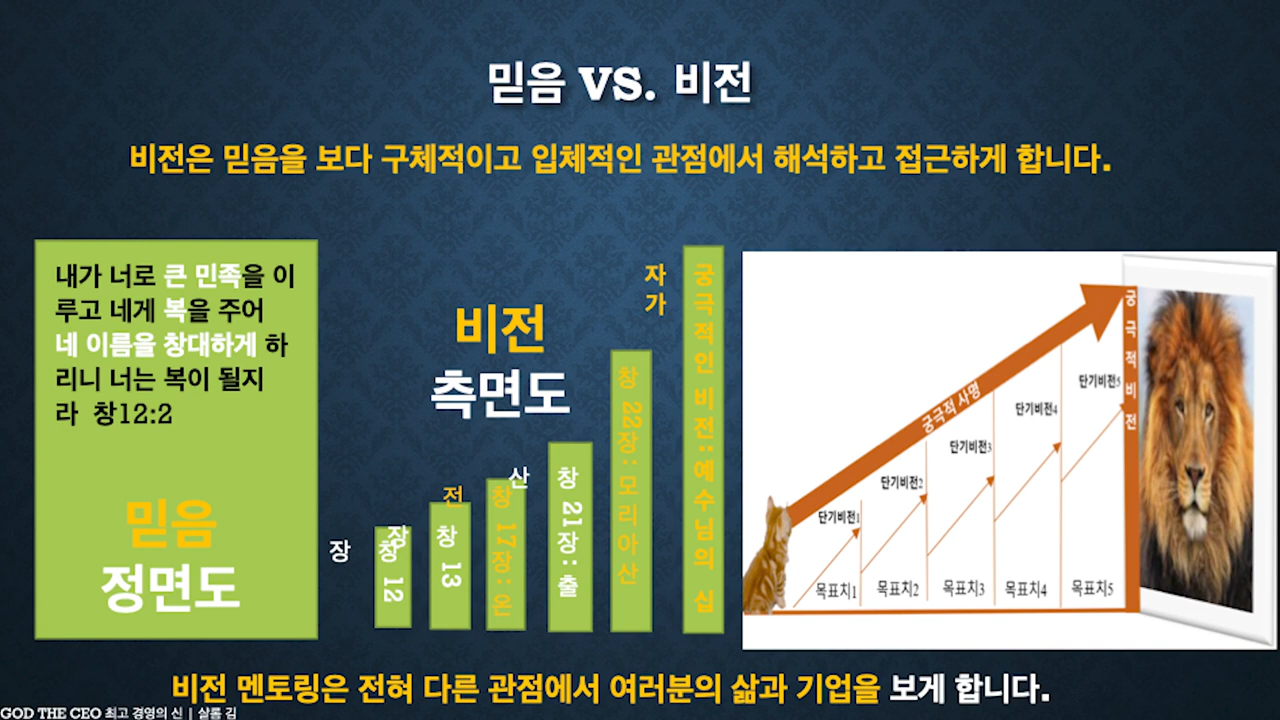 믿음 VS. 비전
비전은 믿음을 보다 구체적이고 입체적인 관점에서 해석하고 접근하게 합니다.
내가 너로 큰 민족을 이
루고 네게 복을 주어
네 이름을 창대하게 하
리니 너는 복이 될지
라 창12:2
믿음
정면도
비전
측면도
창 12
장
창 13
장
창 17장: 온
전
창 21장: 출
산
창 22장: 모리아산
궁극적인 비전: 예수님의 십
자가
궁극적 사명
단기비전1
단기비전2
단기비전3
단기비전4
단기비전5
목표치1
목표치2
목표치3
목표치4
목표치5
궁극적비전
비전 멘토링은 전혀 다른 관점에서 여러분의 삶과 기업을 보게 합니다.
GOD THE CEO 최고 경영의 신 | 살롬 김